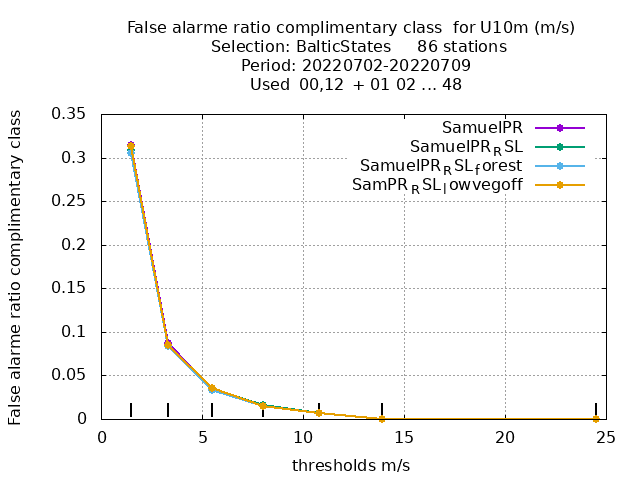 False alarme ratio complimentary class  for U10m (m/s)
Selection: BalticStates     86 stations
Period: 20220702-20220709
Used  00,12  + 01 02 ... 48
False alarme ratio complimentary class
0.35
0.3
0.25
0.2
0.15
0.1
0.05
0
SamuelPR
SamuelPR_RSL
SamuelPR_RSL_forest
SamPR_RSL_lowvegoff
0 5 10 15 20 25
thresholds m/s